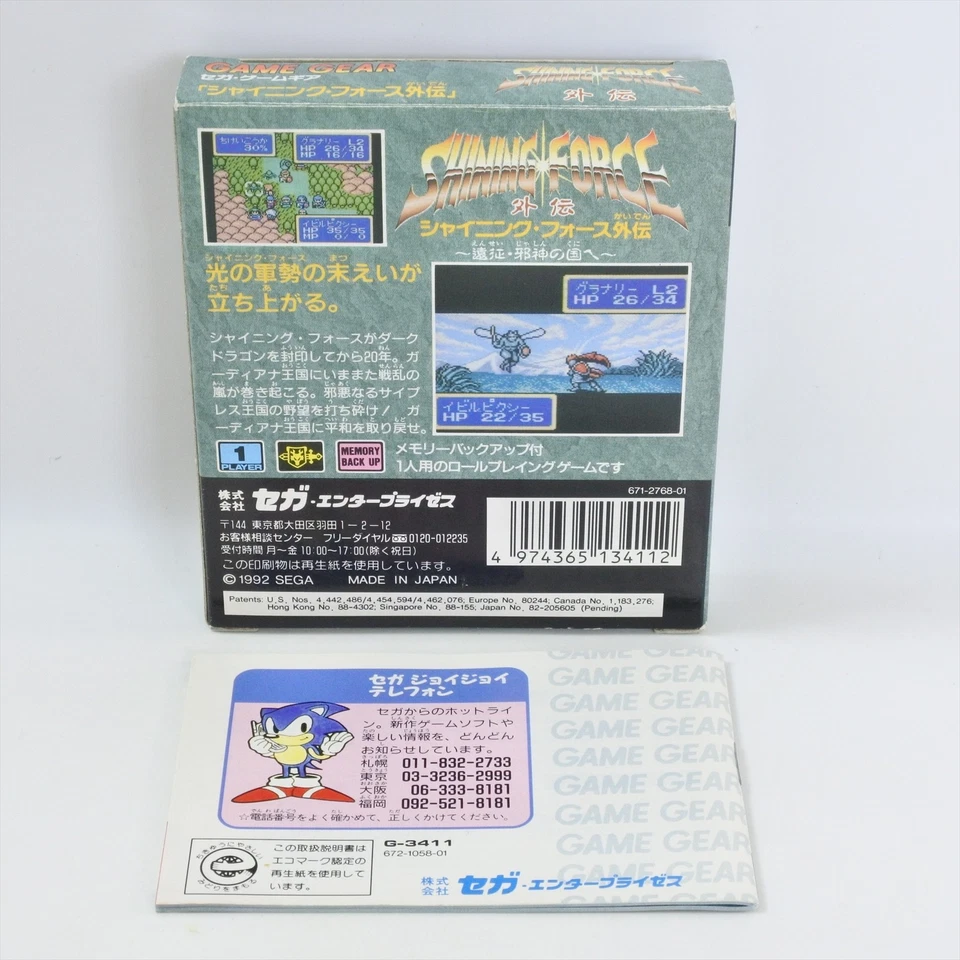 GAME GEAR
セガ・ゲームギア
「シャイニング・フォース外伝」
SHINING FORCE
外伝
ちけいこうか
30%
グラナリー L2
HP 26/34
MP 16/16
イビルピクシー
HP 35/35
MP 0/0
SHINING FORCE
外伝
シャイニング・フォース外伝
～遠征・邪神の国へ～
光の軍勢の末えいが
立ち上がる。
グラナリー L2
HP 26/34
イビルピクシー
HP 22/35
シャイニング・フォースがダーク
ドラゴンを封印してから20年。ガ
ーディアナ王国にいままた戦乱の
嵐が巻き起こる。邪悪なるサイプ
レス王国の野望を打ち砕け！ ガ
ーディアナ王国に平和を取り戻せ。
1
PLAYER
MEMORY
BACK UP
メモリーバックアップ付
1人用のロールプレイングゲームです
671-2768-01
株式会社 セガ・エンタープライゼス
〒144 東京都大田区羽田1-2-12
お客様相談センター フリーダイヤル 0120-012235
受付時間 月～金 10:00～17:00(除く祝日)
この印刷物は再生紙を使用しています。
©1992 SEGA MADE IN JAPAN
4 974365 134112
Patents: U.S. Nos. 4,442,486/4,454,594/4,462,076; Europe No. 80244; Canada No. 1,183,276;
Hong Kong No. 88-4302; Singapore No. 88-155; Japan No. 82-205605 (Pending)
セガ ジョイジョイ
テレフォン
セガからのホットライ
ン。新作ゲームソフトや
楽しい情報を、どんどん
お知らせしています。
札幌 011-832-2733
東京 03-3236-2999
大阪 06-333-8181
福岡 092-521-8181
☆電話番号をよく確かめて、正しくかけてください。
ちきゅうにやさしい
みどりをまもる
この取扱説明書は
エコマーク認定の
再生紙を使用して
います。
G-3411
672-1058-01
株式会社 セガ・エンタープライゼス
GAME GEAR
GAME GEAR
GAME GEAR
GAME GEAR
GAME GEAR
GAME GEAR
GAME GEAR
GAME GEAR
GAME GEAR